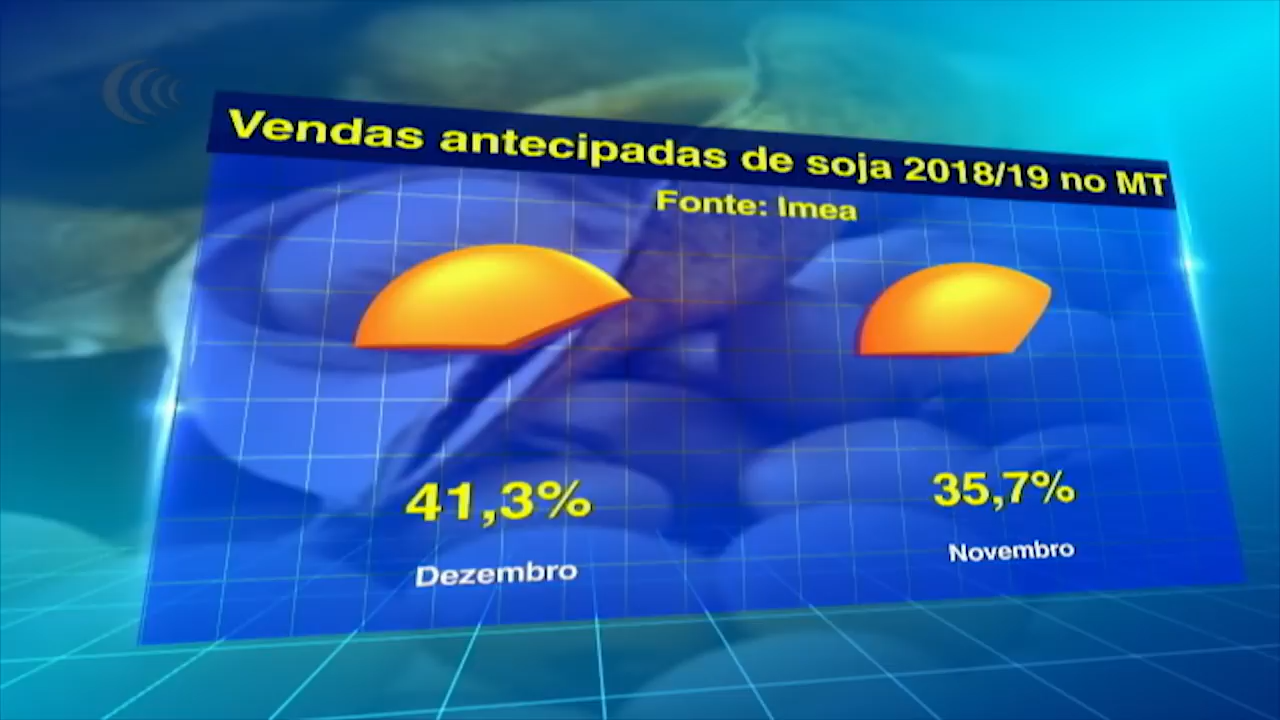 Vendas antecipadas de soja 2018/19 no MT
Fonte: Imea
41,3%
35,7%
Dezembro
Novembro